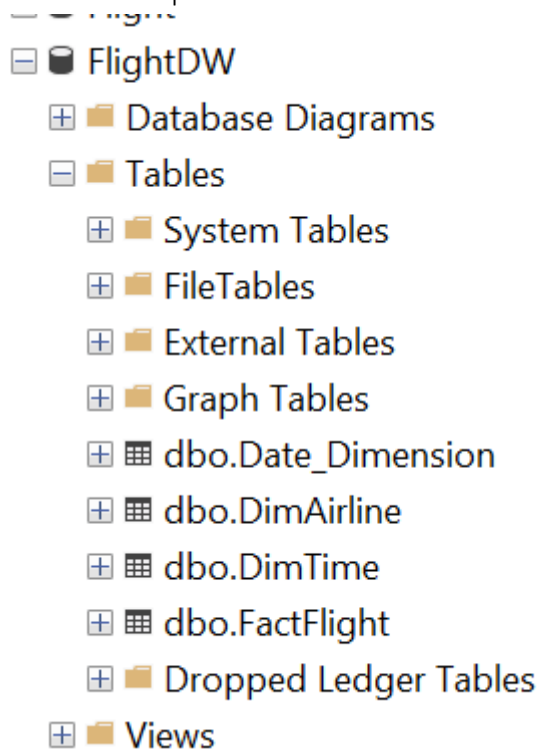 Flight
FlightDW
Database Diagrams
Tables
System Tables
FileTables
External Tables
Graph Tables
dbo.Date_Dimension
dbo.DimAirline
dbo.DimTime
dbo.FactFlight
Dropped Ledger Tables
Views